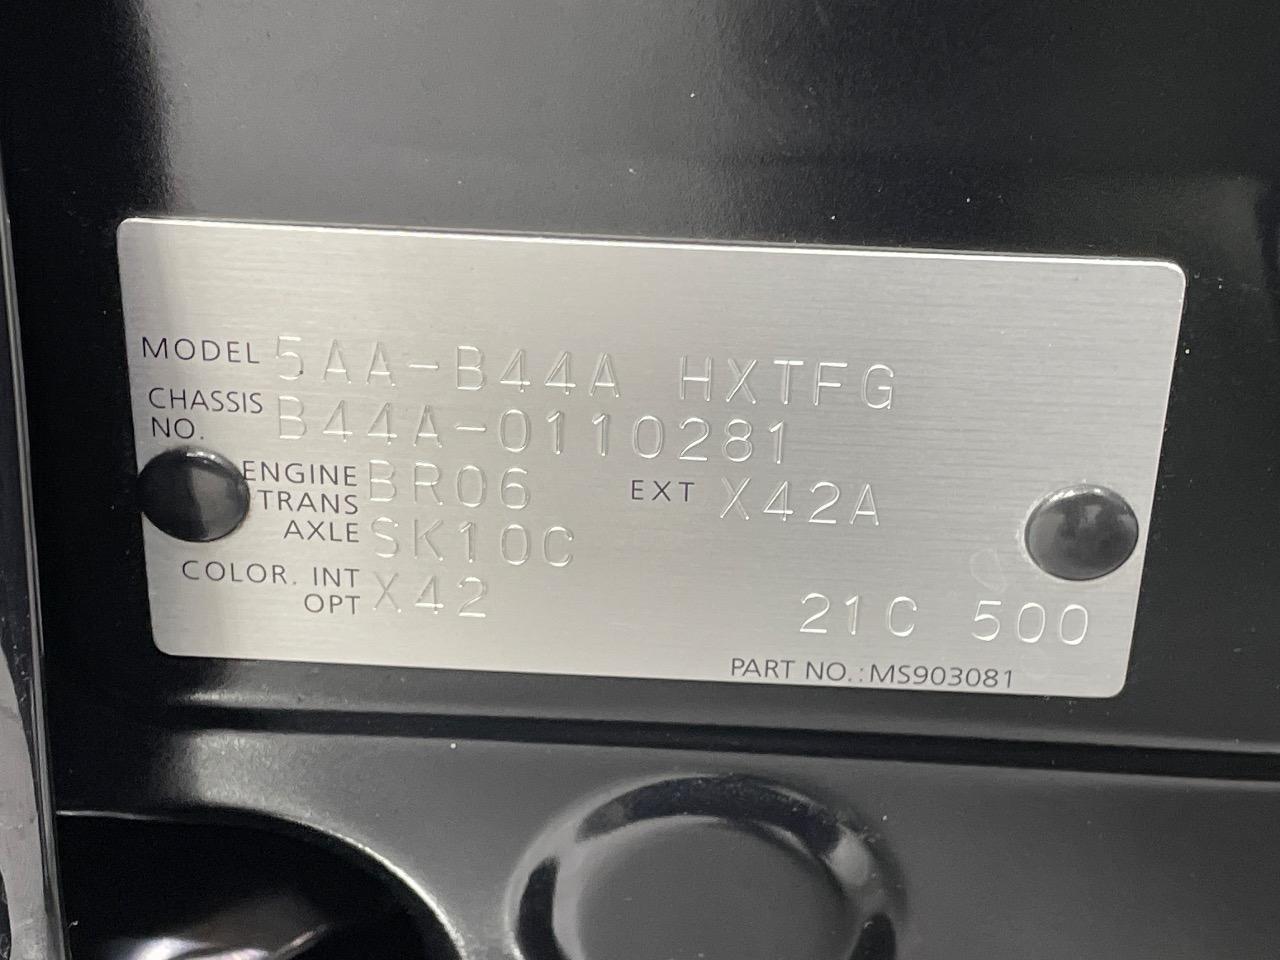 MODEL 5AA-B44A HXTFG
CHASSIS NO. B44A-0110281
ENGINE BR06 EXT X42A
TRANS AXLE SK10C
COLOR. INT OPT X42 21C 500
PART NO.:MS903081